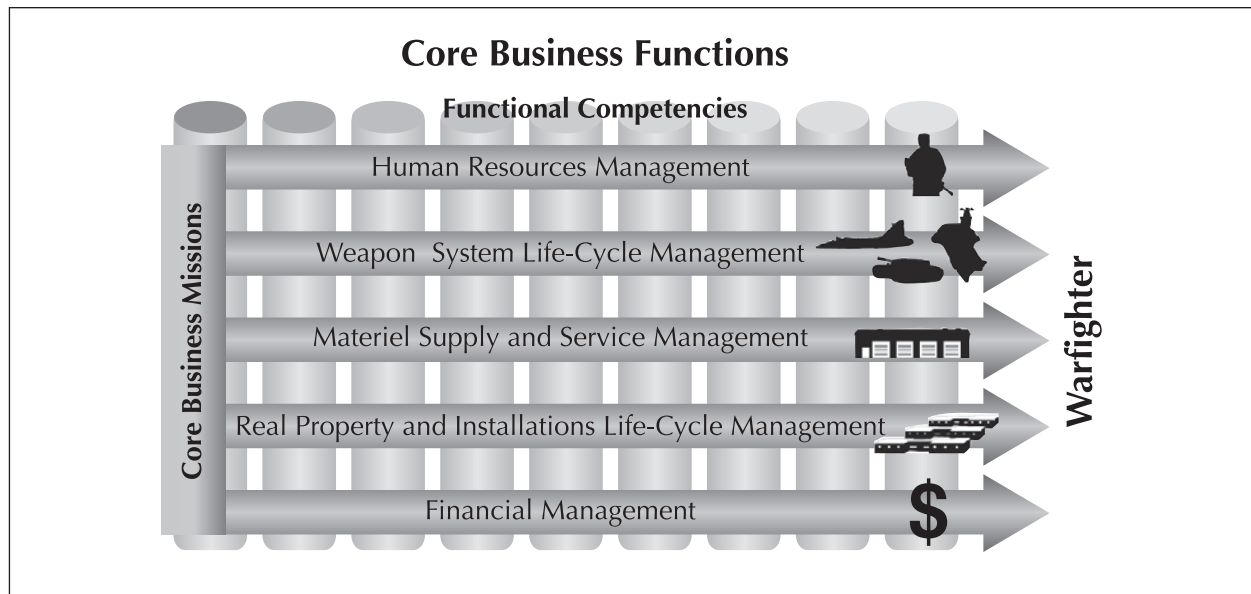 Core Business Functions
Functional Competencies
Core Business Missions
Human Resources Management
Weapon System Life-Cycle Management
Materiel Supply and Service Management
Real Property and Installations Life-Cycle Management
Financial Management
$
Warfighter